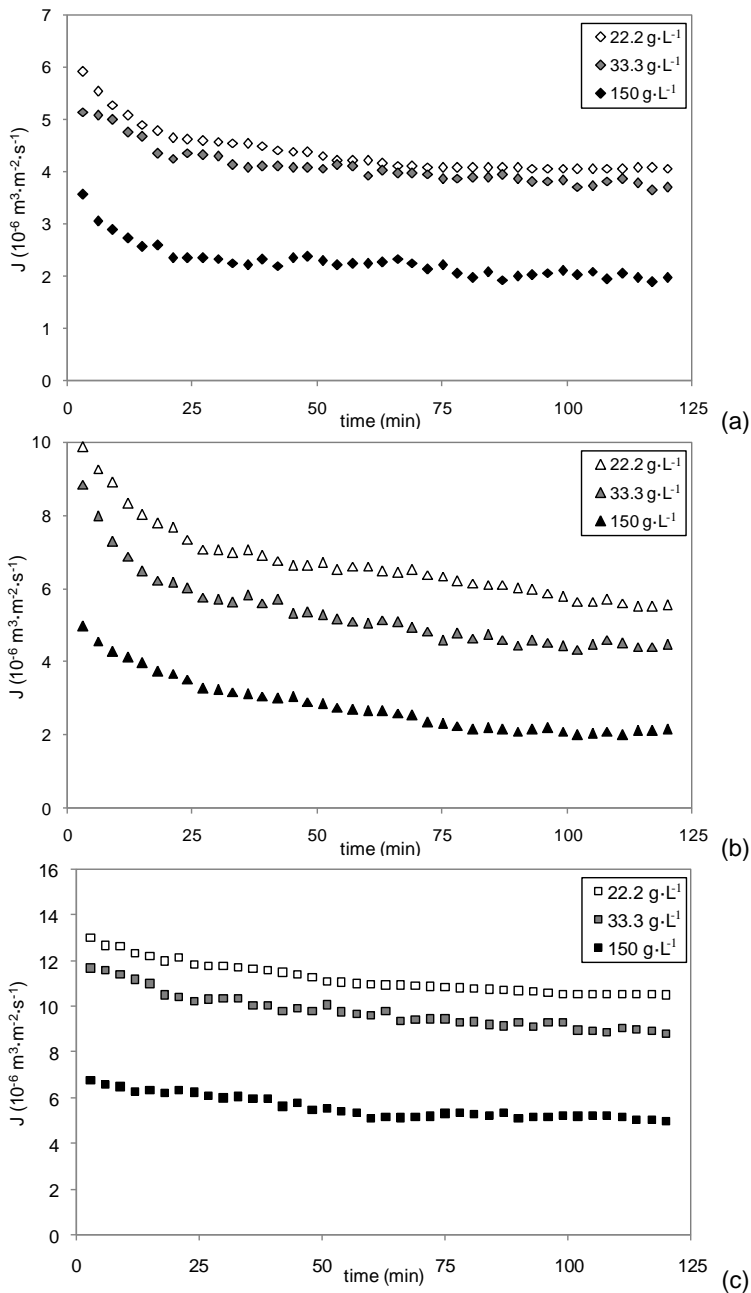 7
6
5
4
3
2
1
0
J (10⁻⁶ m³·m⁻²·s⁻¹)
22.2 g·L⁻¹
33.3 g·L⁻¹
150 g·L⁻¹
0 25 50 75 100 125
time (min)
(a)
10
8
6
4
2
0
J (10⁻⁶ m³·m⁻²·s⁻¹)
22.2 g·L⁻¹
33.3 g·L⁻¹
150 g·L⁻¹
0 25 50 75 100 125
time (min)
(b)
16
14
12
10
8
6
4
2
0
J (10⁻⁶ m³·m⁻²·s⁻¹)
22.2 g·L⁻¹
33.3 g·L⁻¹
150 g·L⁻¹
0 25 50 75 100 125
time (min)
(c)